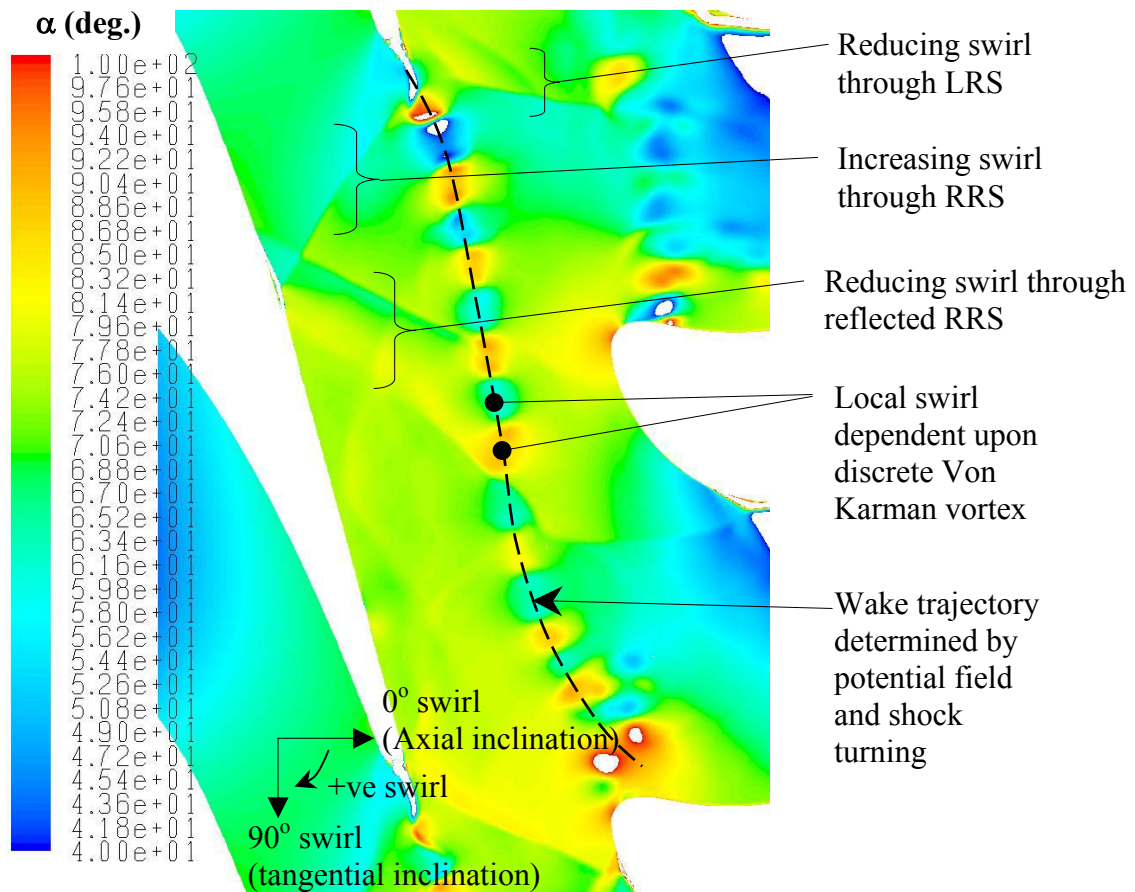 α (deg.)
1.00e+02
9.76e+01
9.58e+01
9.40e+01
9.22e+01
9.04e+01
8.86e+01
8.68e+01
8.50e+01
8.32e+01
8.14e+01
7.96e+01
7.78e+01
7.60e+01
7.42e+01
7.24e+01
7.06e+01
6.88e+01
6.70e+01
6.52e+01
6.34e+01
6.16e+01
5.98e+01
5.80e+01
5.62e+01
5.44e+01
5.26e+01
5.08e+01
4.90e+01
4.72e+01
4.54e+01
4.36e+01
4.18e+01
4.00e+01
Reducing swirl
through LRS
Increasing swirl
through RRS
Reducing swirl through
reflected RRS
Local swirl
dependent upon
discrete Von
Karman vortex
Wake trajectory
determined by
potential field
and shock
turning
0° swirl
(Axial inclination)
+ve swirl
90° swirl
(tangential inclination)